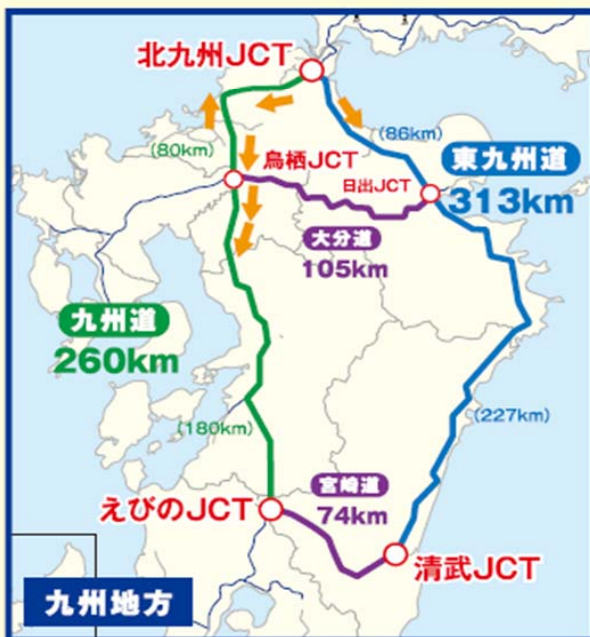 北九州JCT
(86km)
(80km)
鳥栖JCT
東九州道
日出JCT
313km
大分道
105km
九州道
260km
(180km)
(227km)
宮崎道
えびのJCT
74km
清武JCT
九州地方